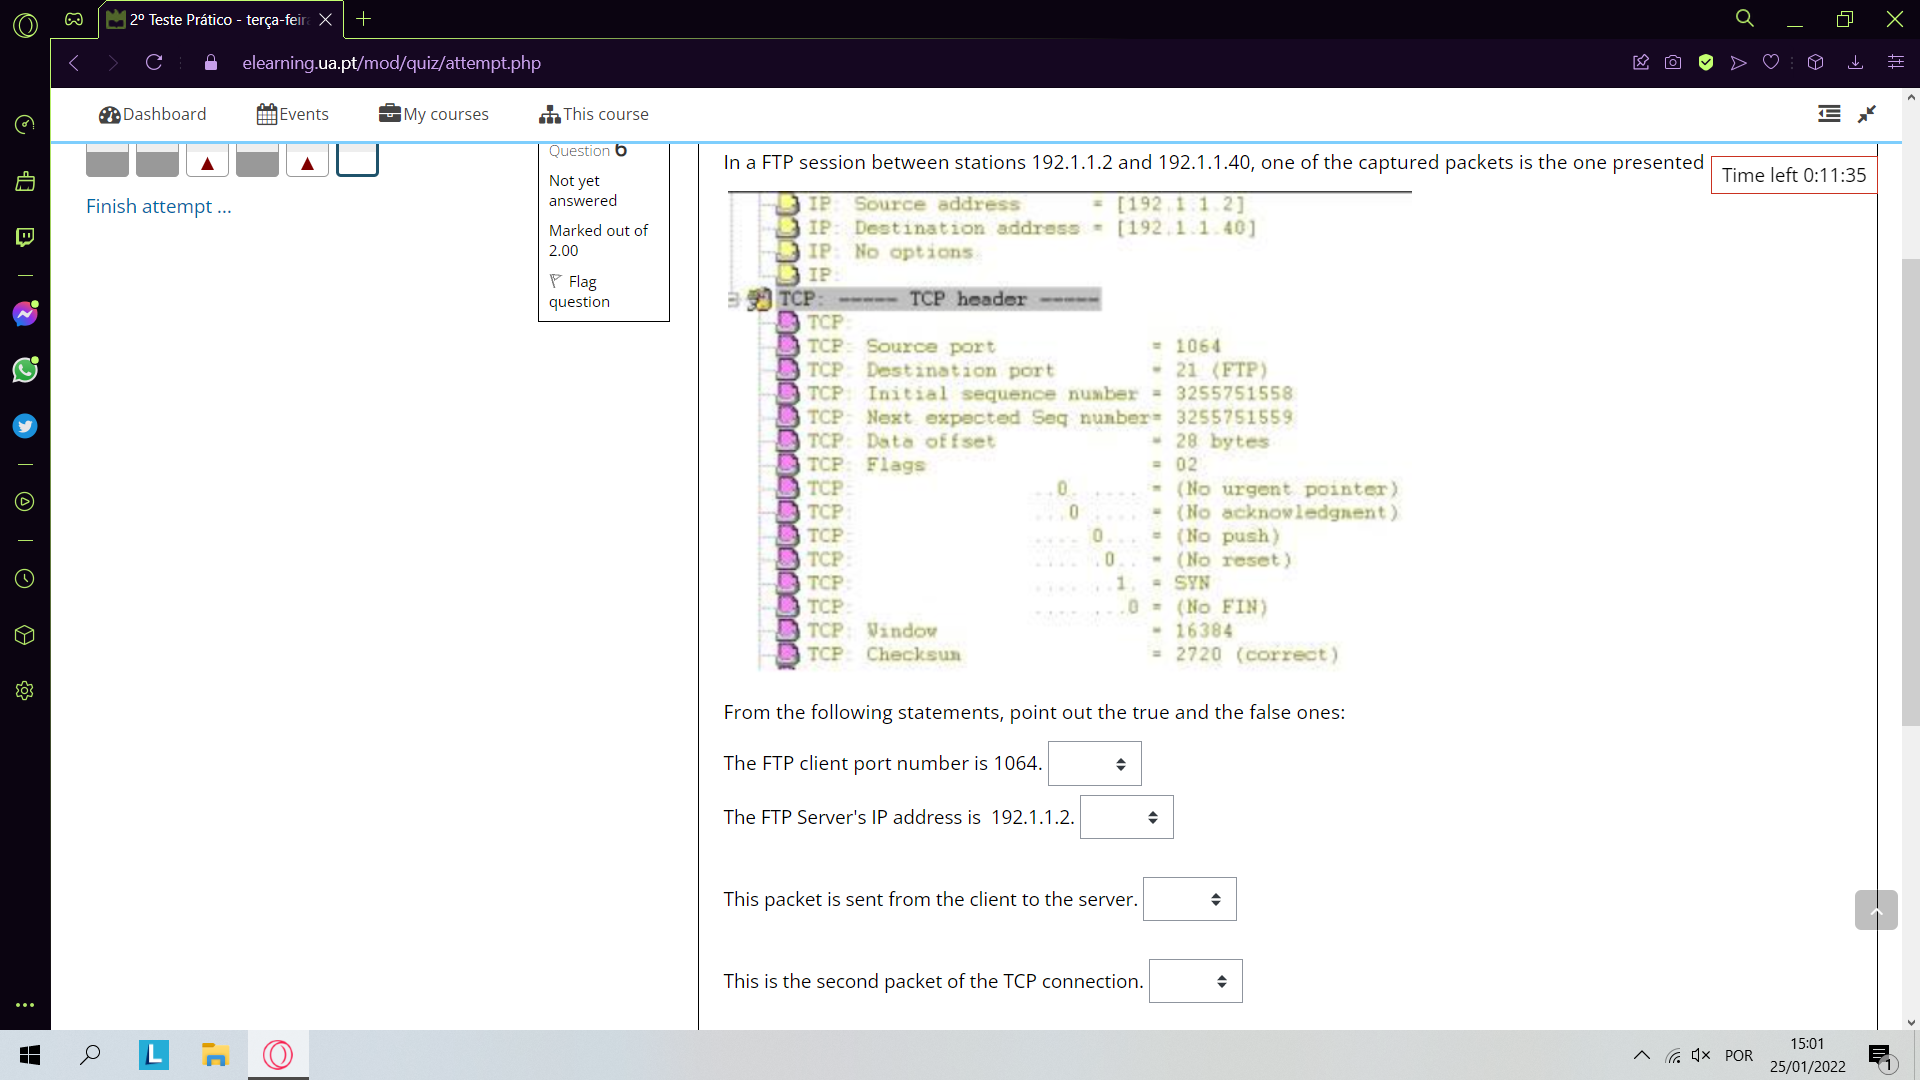 2º Teste Prático - terça-feira
elearning.ua.pt/mod/quiz/attempt.php
Dashboard
Events
My courses
This course
Finish attempt ...
Question 6
Not yet
answered
Marked out of
2.00
Flag
question
Time left 0:11:35
In a FTP session between stations 192.1.1.2 and 192.1.1.40, one of the captured packets is the one presented
IP: Source address = [192.1.1.2]
IP: Destination address = [192.1.1.40]
IP: No options
IP:
TCP: ----- TCP header -----
TCP:
TCP: Source port = 1064
TCP: Destination port = 21 (FTP)
TCP: Initial sequence number = 3255751558
TCP: Next expected Seq number= 3255751559
TCP: Data offset = 28 bytes
TCP: Flags = 02
TCP: ..0. .... = (No urgent pointer)
TCP: ...0 .... = (No acknowledgment)
TCP: .... 0... = (No push)
TCP: .... .0.. = (No reset)
TCP: .... ..1. = SYN
TCP: .... ...0 = (No FIN)
TCP: Window = 16384
TCP: Checksum = 2720 (correct)
From the following statements, point out the true and the false ones:
The FTP client port number is 1064.
The FTP Server's IP address is 192.1.1.2.
This packet is sent from the client to the server.
This is the second packet of the TCP connection.
L
POR
15:01
25/01/2022
1